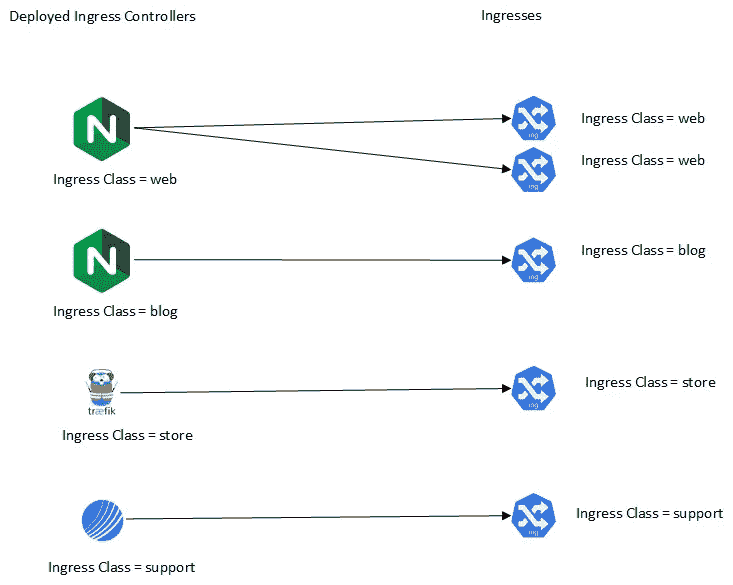 Deployed Ingress Controllers
Ingresses
N
Ingress Class = web
ing
Ingress Class = web
ing
Ingress Class = web
N
Ingress Class = blog
ing
Ingress Class = blog
træfik
Ingress Class = store
ing
Ingress Class = store
Ingress Class = support
ing
Ingress Class = support